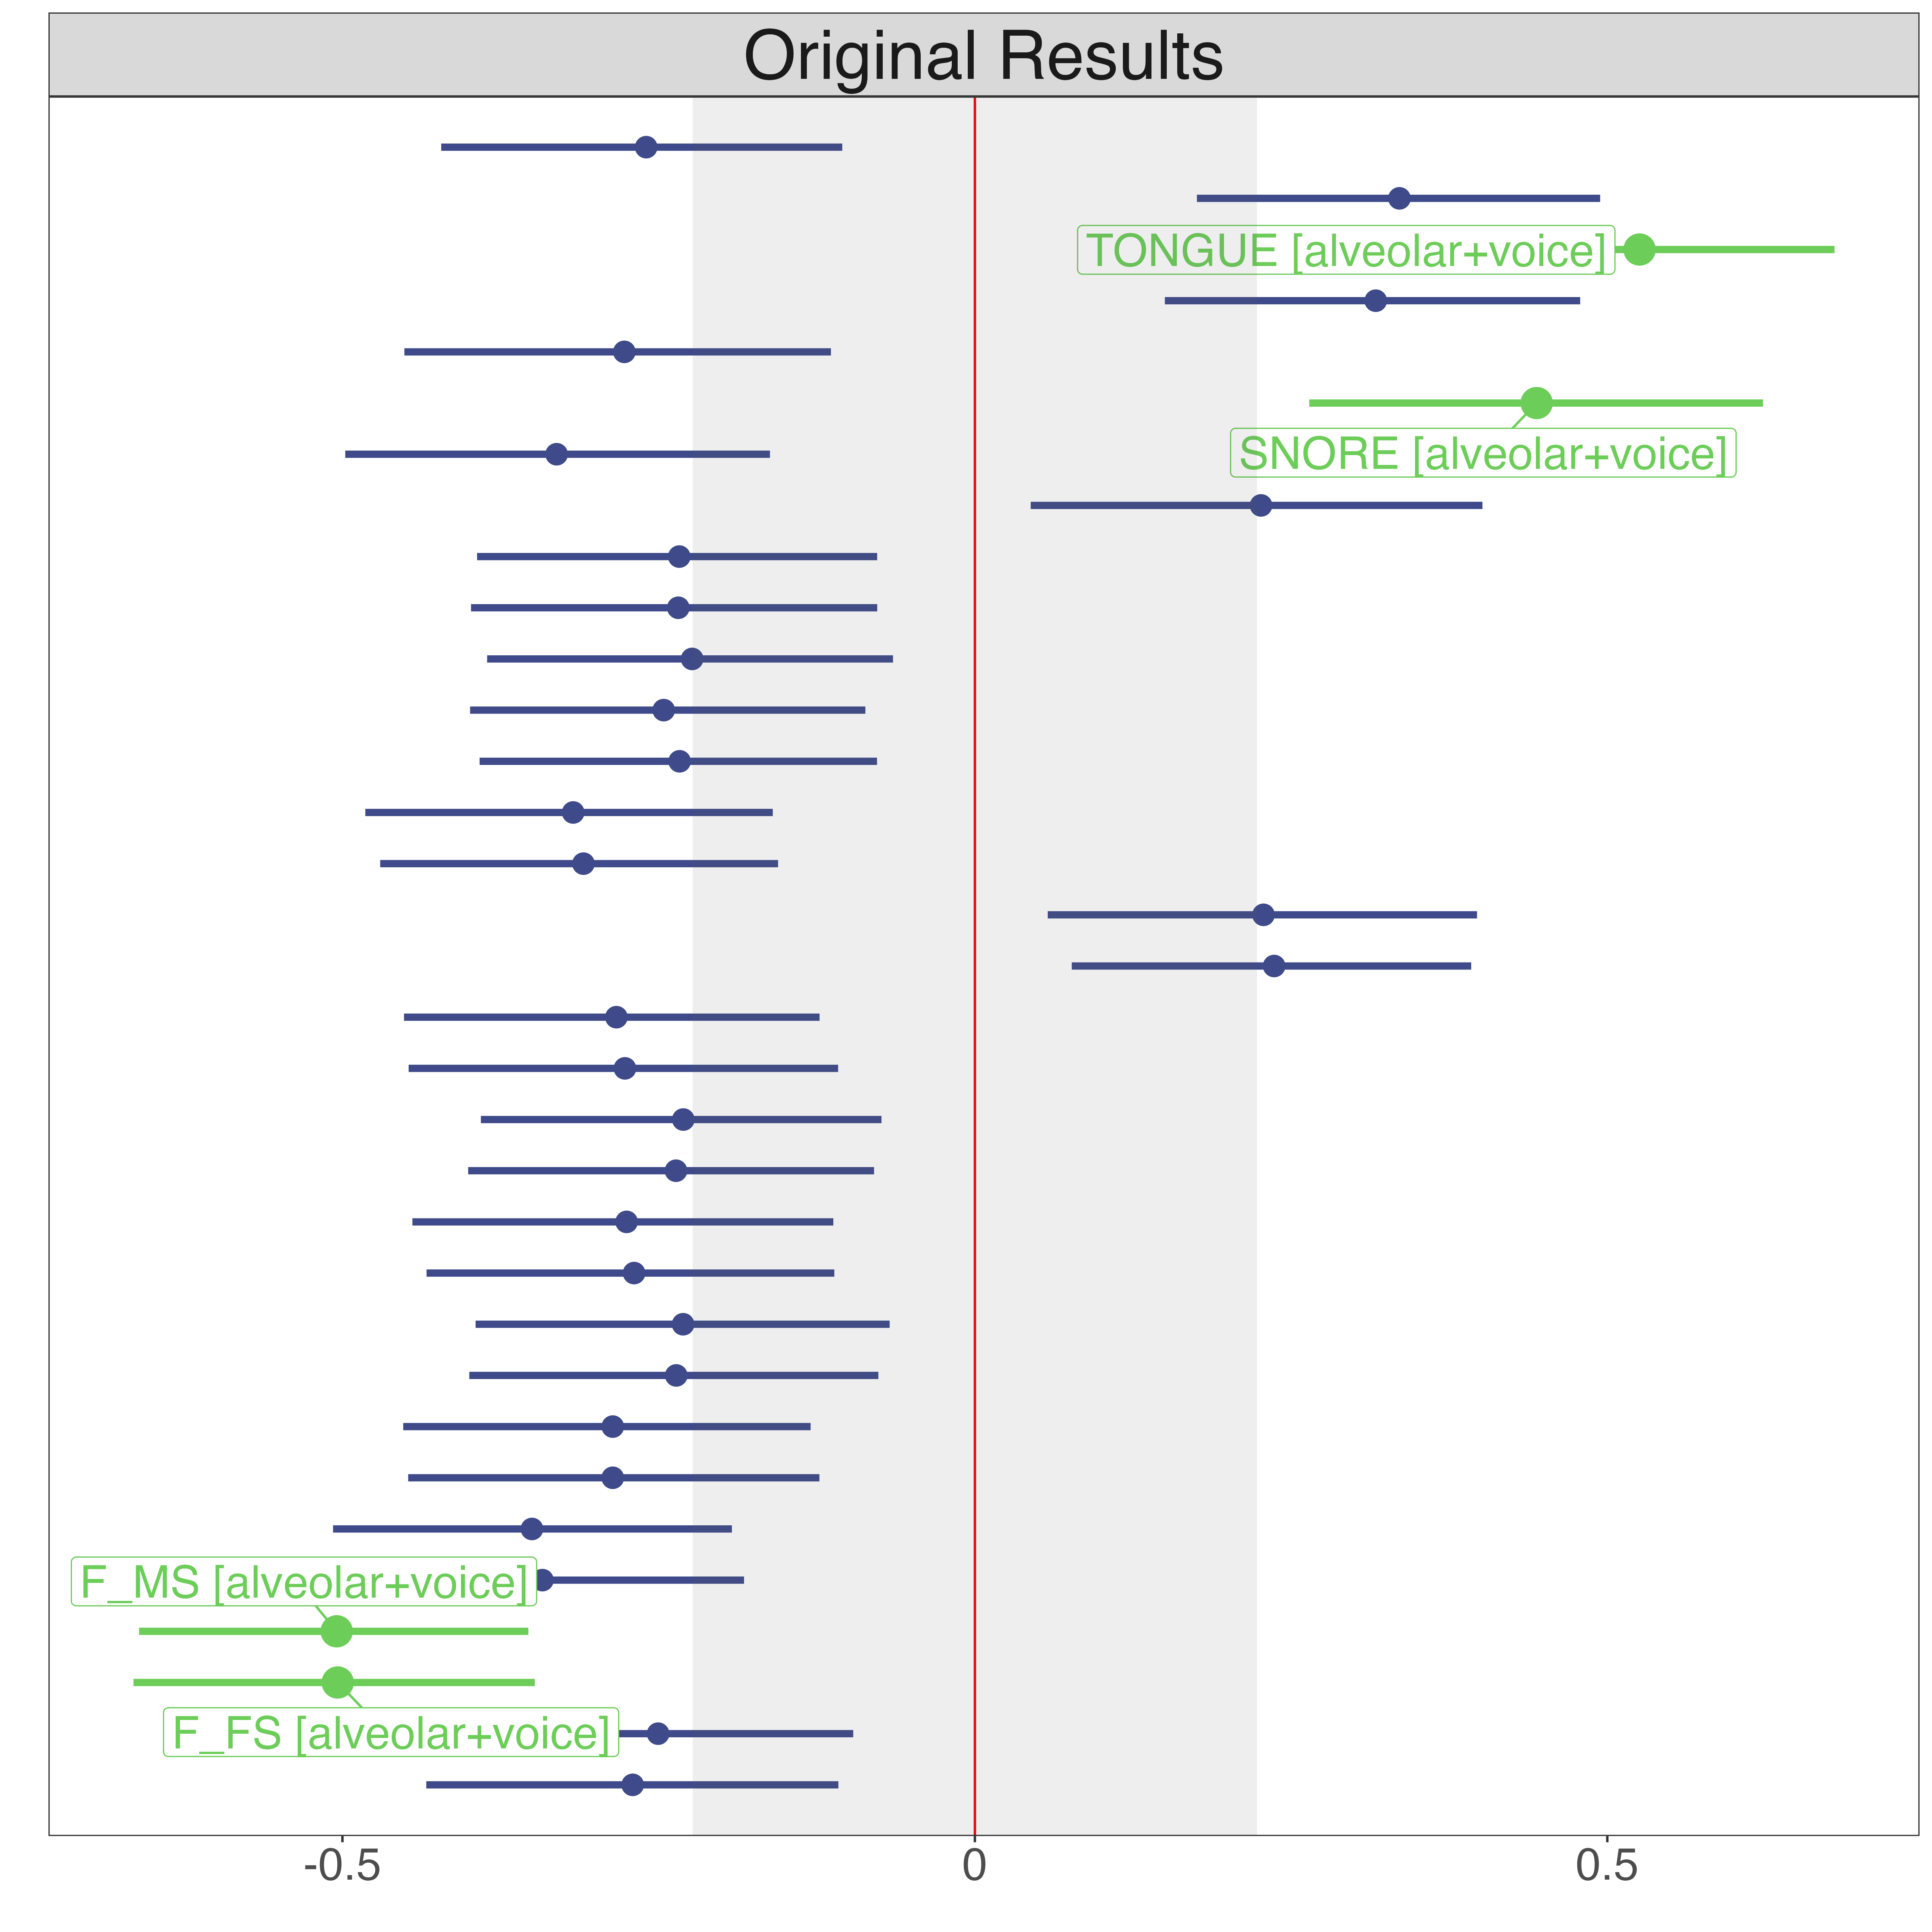 Original Results
TONGUE [alveolar+voice]
SNORE [alveolar+voice]
F_MS [alveolar+voice]
F_FS [alveolar+voice]
-0.5 0 0.5